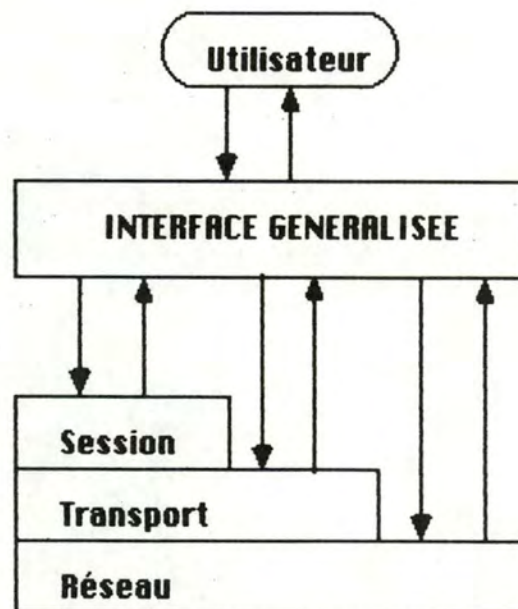 Utilisateur
INTERFACE GENERALISEE
Session
Transport
Réseau